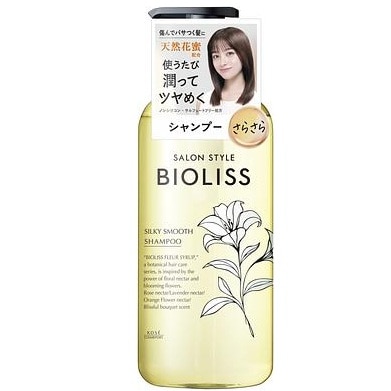 傷んでパサつく髪に
天然花蜜
配合
使うたび
潤って
ツヤめく
ノンシリコン・サルフェートフリー処方
シャンプー
さらさら
SALON STYLE
BIOLISS
SILKY SMOOTH
SHAMPOO
"BIOLISS FLEUR SYRUP,"
a botanical hair care
series, is inspired by the
power of floral nectar and
blooming flowers.
Rose nectar/Lavender nectar/
Orange Flower nectar/
Blissful bouquet scent
KOSÉ
COSMEPORT